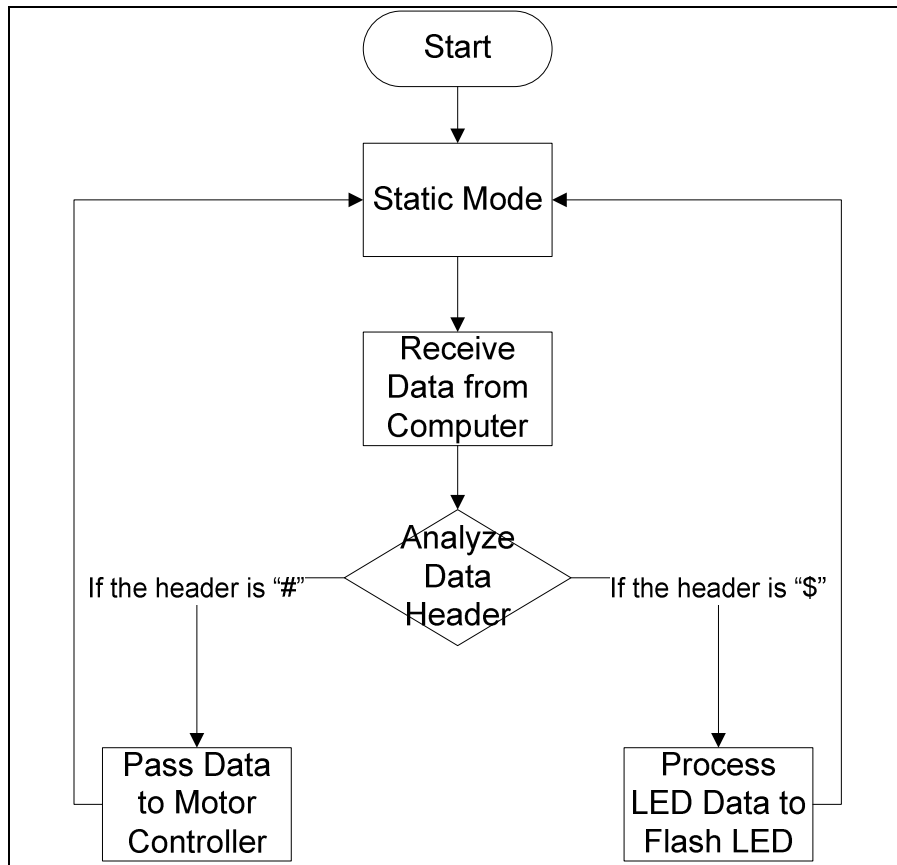 Start
Static Mode
Receive
Data from
Computer
Analyze
Data
Header
If the header is “#”
If the header is “$”
Pass Data
to Motor
Controller
Process
LED Data to
Flash LED